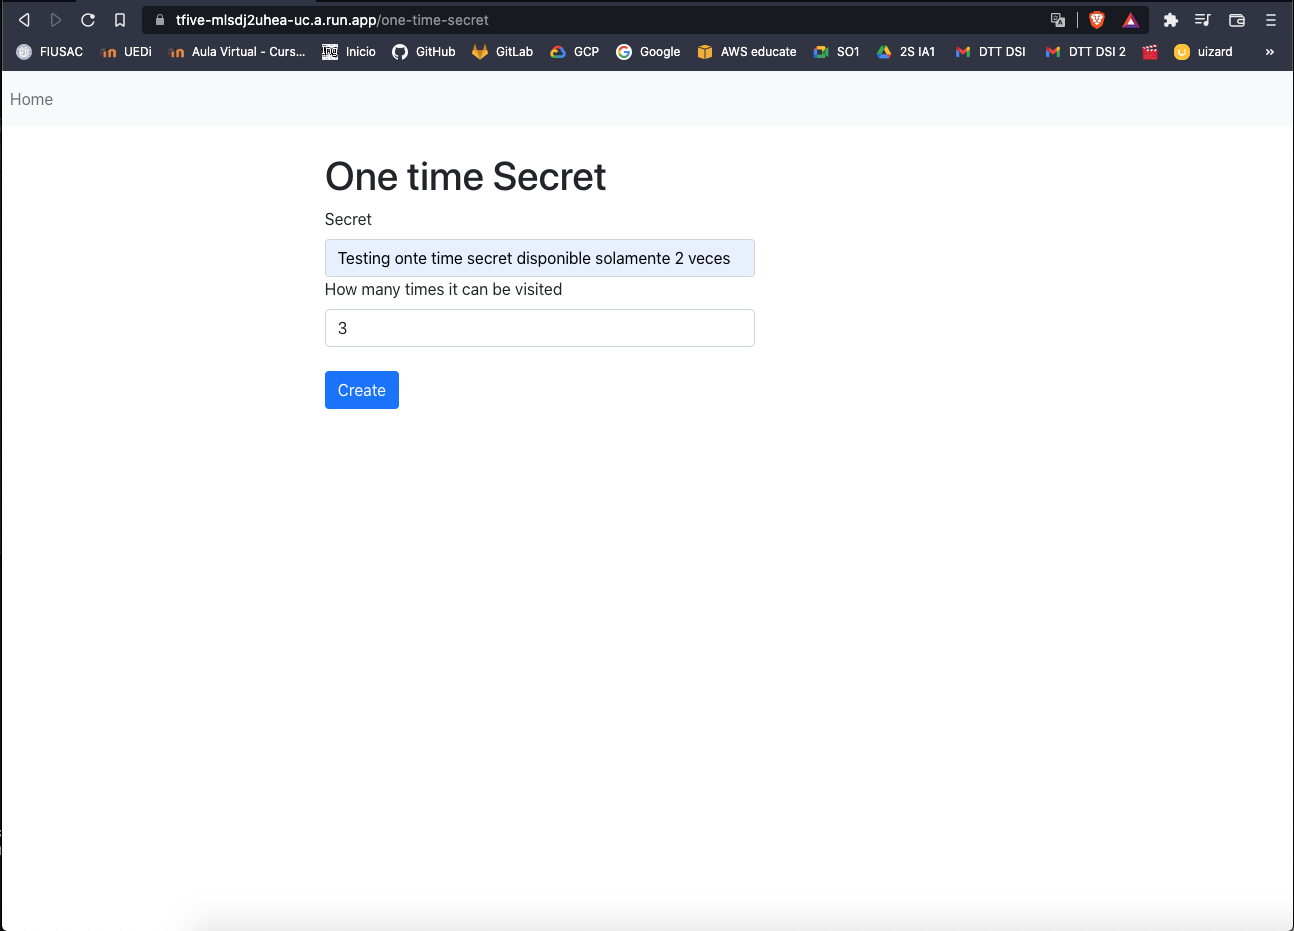 tfive-mlsdj2uhea-uc.a.run.app/one-time-secret
FIUSAC UEDi Aula Virtual - Curs... Inicio GitHub GitLab GCP Google AWS educate SO1 2S IA1 DTT DSI DTT DSI 2 uizard »
Home
One time Secret
Secret
Testing onte time secret disponible solamente 2 veces
How many times it can be visited
3
Create